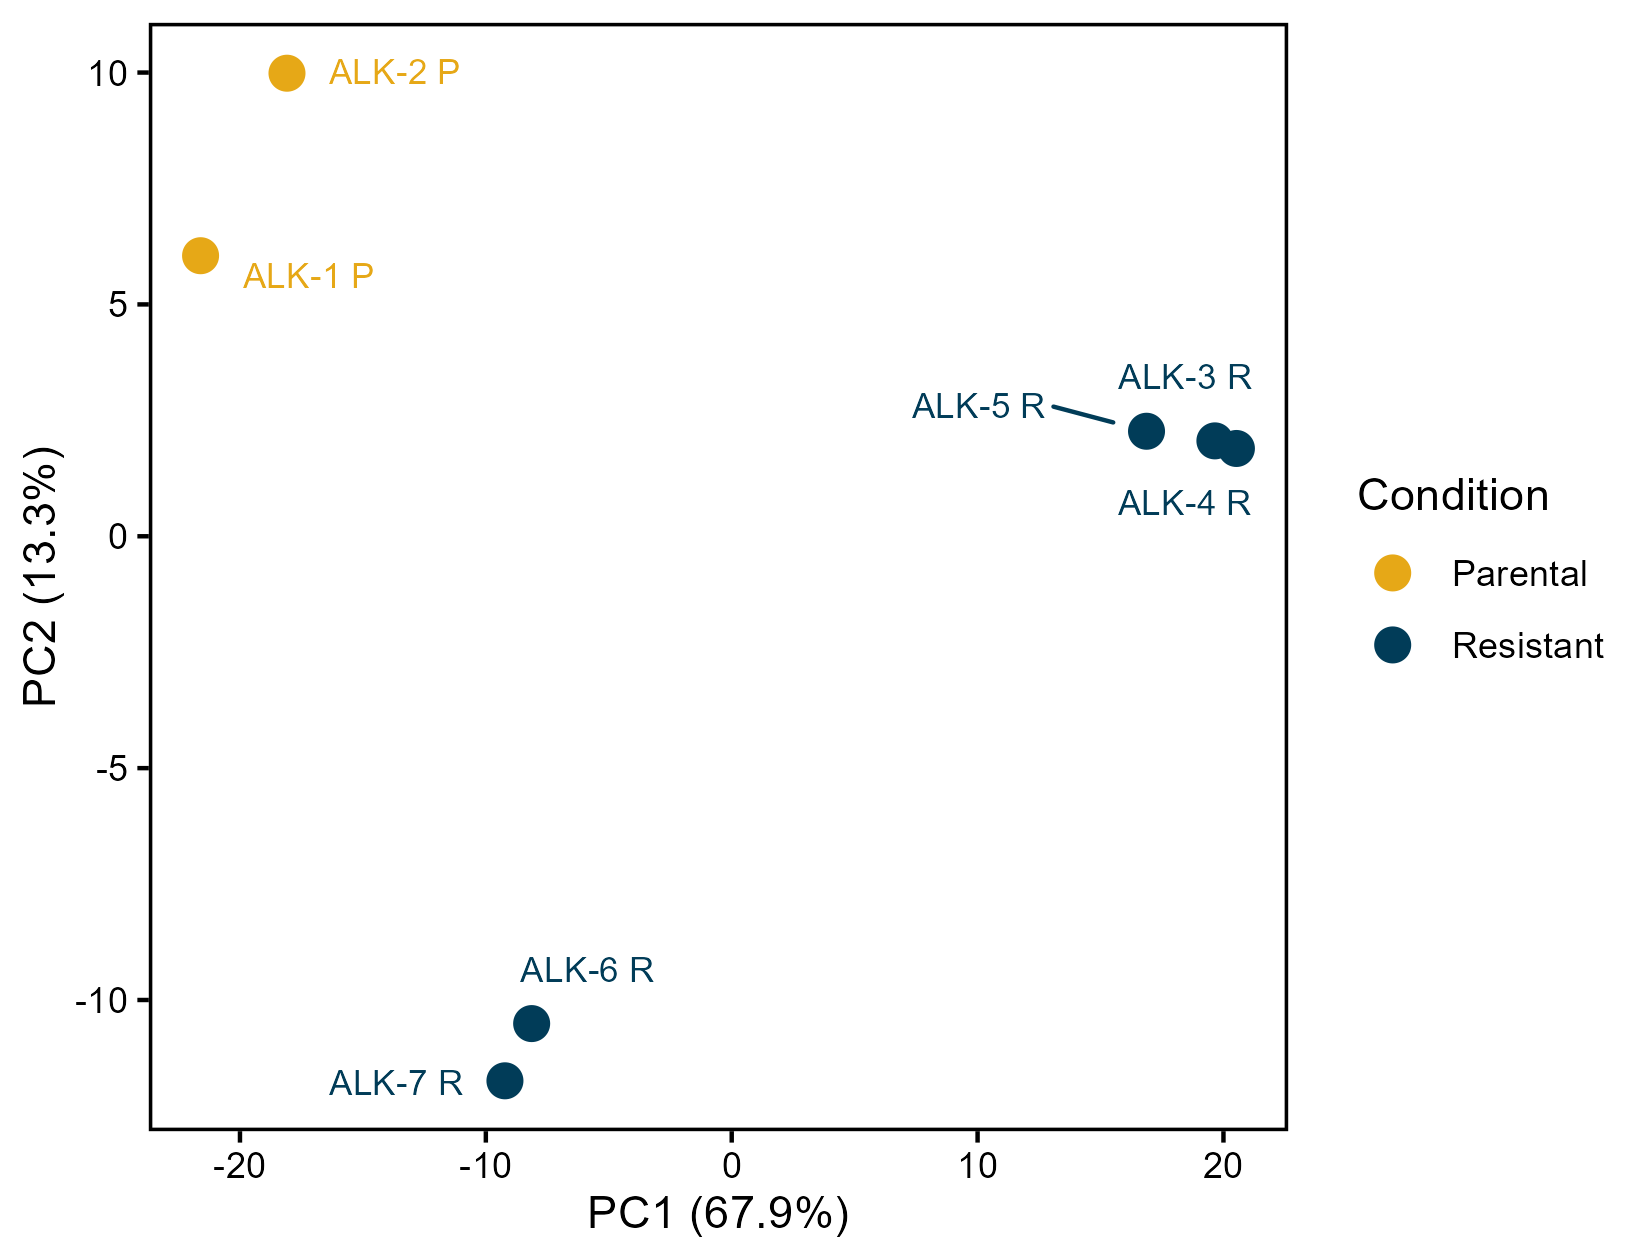 10
5
0
-5
-10
PC2 (13.3%)
ALK-2 P
ALK-1 P
ALK-3 R
ALK-5 R
ALK-4 R
ALK-6 R
ALK-7 R
-20
-10
0
10
20
PC1 (67.9%)
Condition
Parental
Resistant